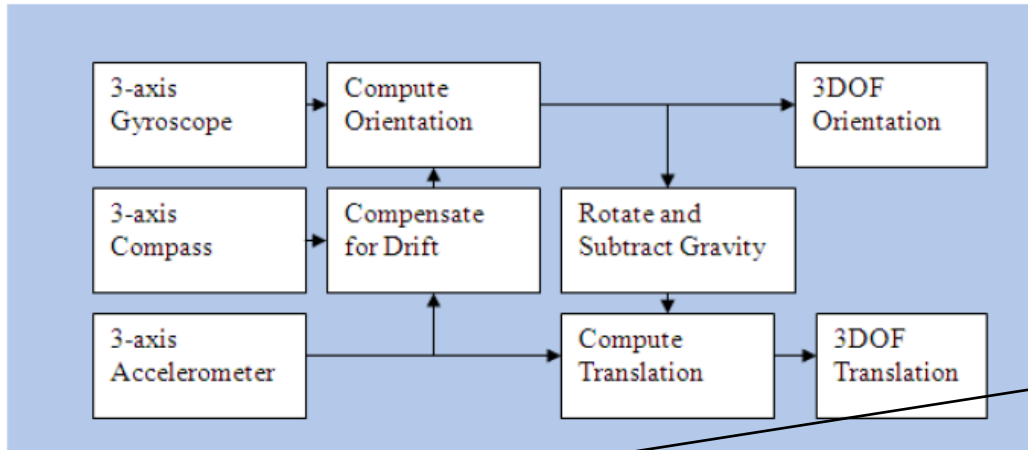 3-axis
Gyroscope
Compute
Orientation
3DOF
Orientation
3-axis
Compass
Compensate
for Drift
Rotate and
Subtract Gravity
3-axis
Accelerometer
Compute
Translation
3DOF
Translation